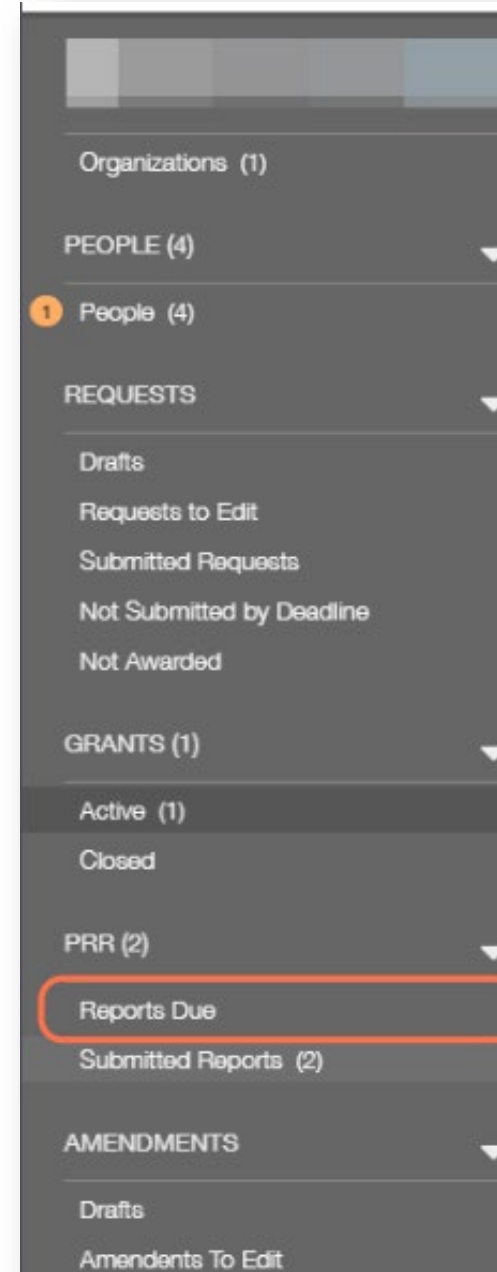 Organizations (1)
PEOPLE (4)
1 People (4)
REQUESTS
Drafts
Requests to Edit
Submitted Requests
Not Submitted by Deadline
Not Awarded
GRANTS (1)
Active (1)
Closed
PRR (2)
Reports Due
Submitted Reports (2)
AMENDMENTS
Drafts
Amendents To Edit